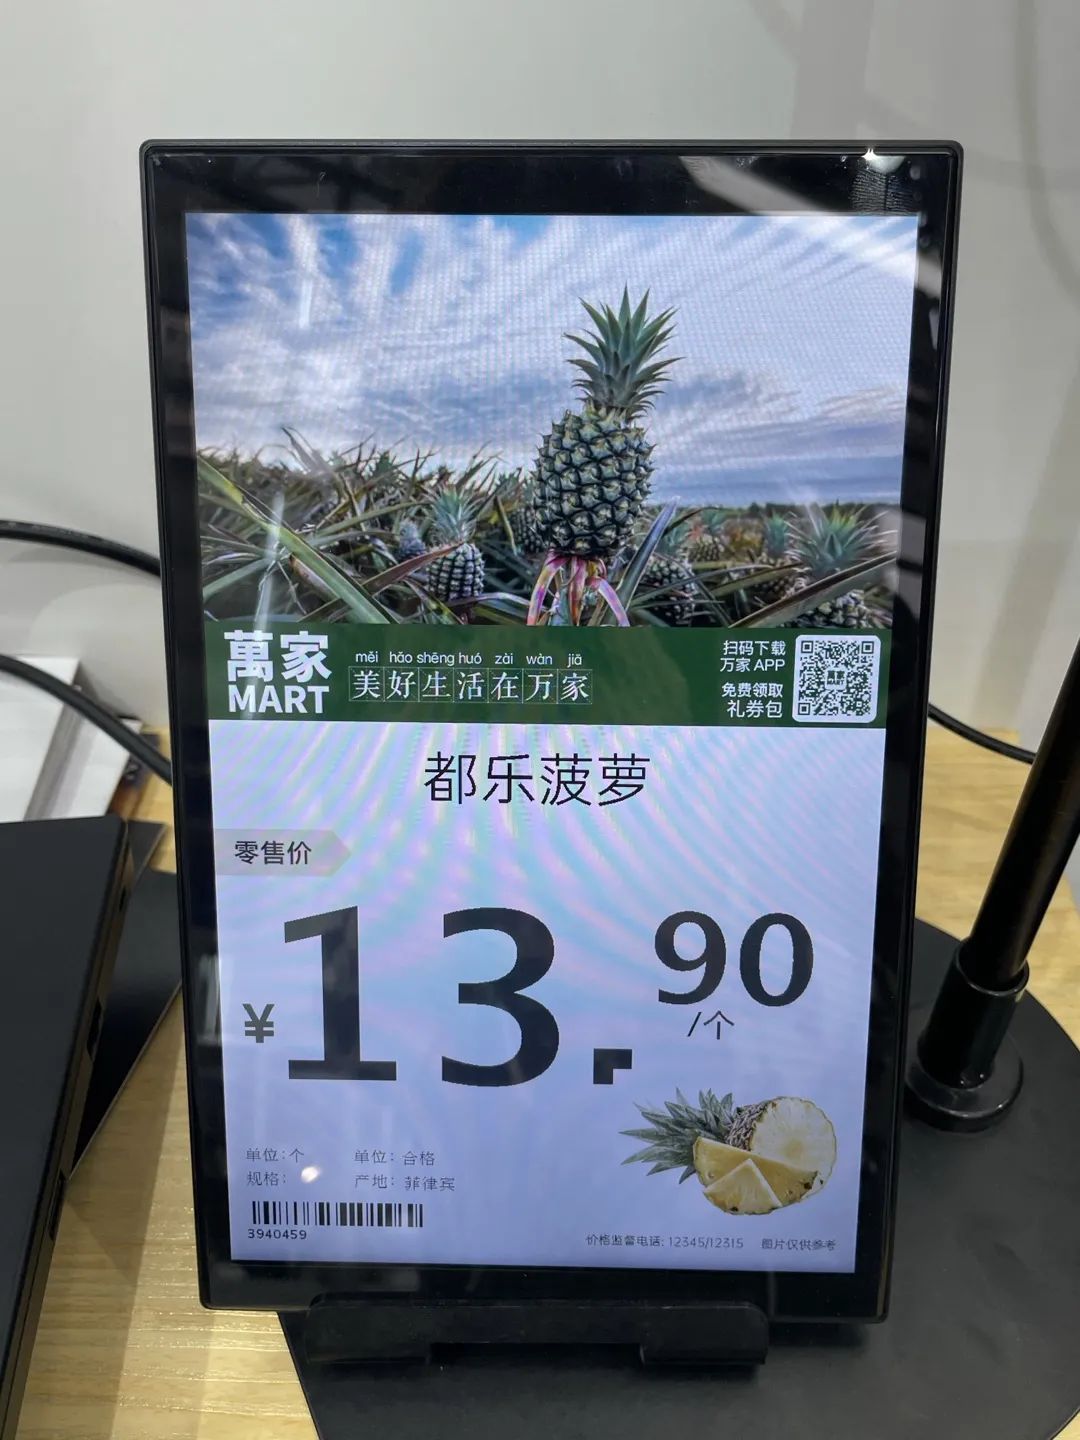 萬家
MART
měi hǎo shēng huó zài wàn jiā
美好生活在万家
扫码下载
万家 APP
免费领取
礼券包
都乐菠萝
零售价
¥13.90
/个
单位:个 单位: 合格
规格: 产地: 菲律宾
3940459
价格监督电话: 12345/12315 图片仅供参考